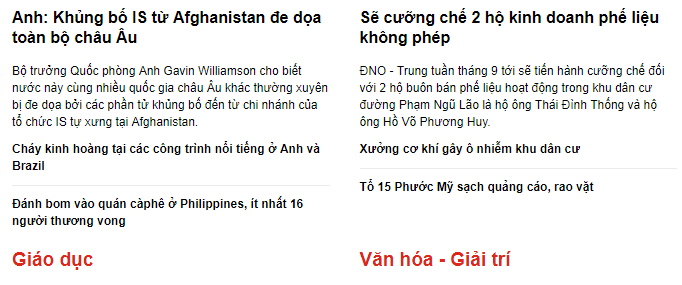 Anh: Khủng bố IS từ Afghanistan đe dọa
toàn bộ châu Âu
Bộ trưởng Quốc phòng Anh Gavin Williamson cho biết
nước này cùng nhiều quốc gia châu Âu khác thường xuyên
bị đe dọa bởi các phần tử khủng bố đến từ chi nhánh của
tổ chức IS tự xưng tại Afghanistan.
Cháy kinh hoàng tại các công trình nổi tiếng ở Anh và
Brazil
Đánh bom vào quán càphê ở Philippines, ít nhất 16
người thương vong
Giáo dục
Sẽ cưỡng chế 2 hộ kinh doanh phế liệu
không phép
ĐNO - Trung tuần tháng 9 tới sẽ tiến hành cưỡng chế đối
với 2 hộ buôn bán phế liệu hoạt động trong khu dân cư
đường Phạm Ngũ Lão là hộ ông Thái Đình Thống và hộ
ông Hồ Võ Phương Huy.
Xưởng cơ khí gây ô nhiễm khu dân cư
Tổ 15 Phước Mỹ sạch quảng cáo, rao vặt
Văn hóa - Giải trí